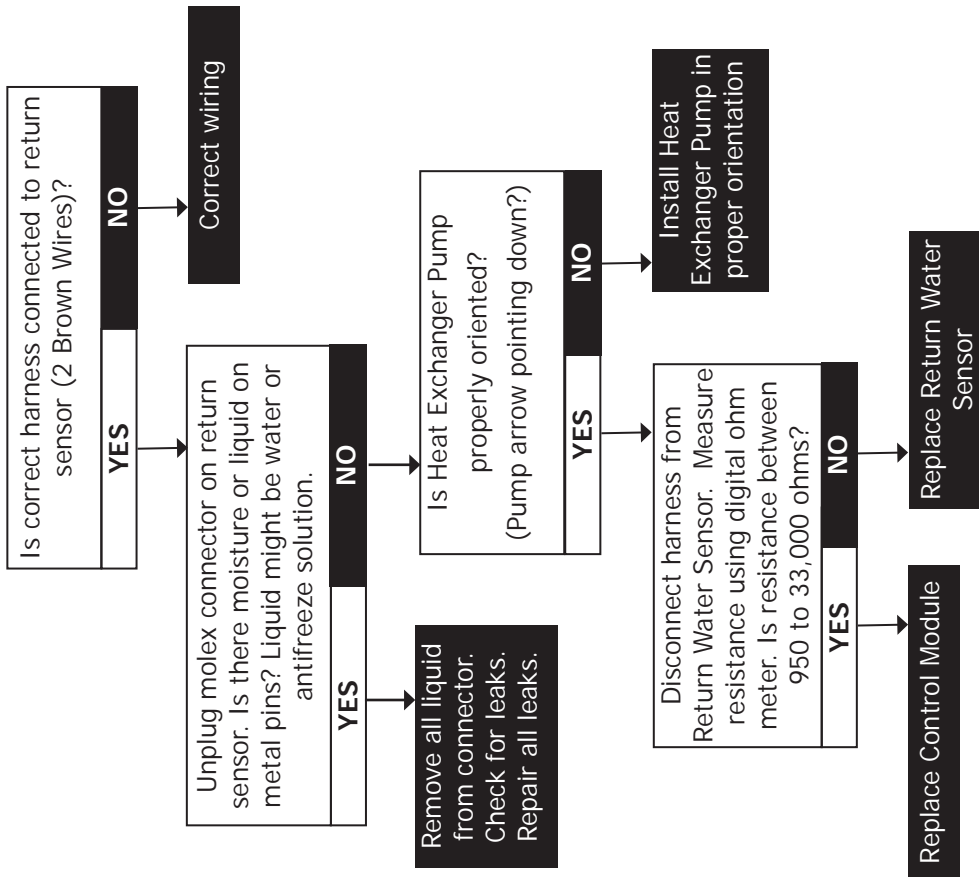 Is correct harness connected to return
sensor (2 Brown Wires)?
YES
NO
Correct wiring
Unplug molex connector on return
sensor. Is there moisture or liquid on
metal pins? Liquid might be water or
antifreeze solution.
YES
NO
Remove all liquid
from connector.
Check for leaks.
Repair all leaks.
Is Heat Exchanger Pump
properly oriented?
(Pump arrow pointing down?)
YES
NO
Install Heat
Exchanger Pump in
proper orientation
Disconnect harness from
Return Water Sensor. Measure
resistance using digital ohm
meter. Is resistance between
950 to 33,000 ohms?
YES
NO
Replace Control Module
Replace Return Water
Sensor